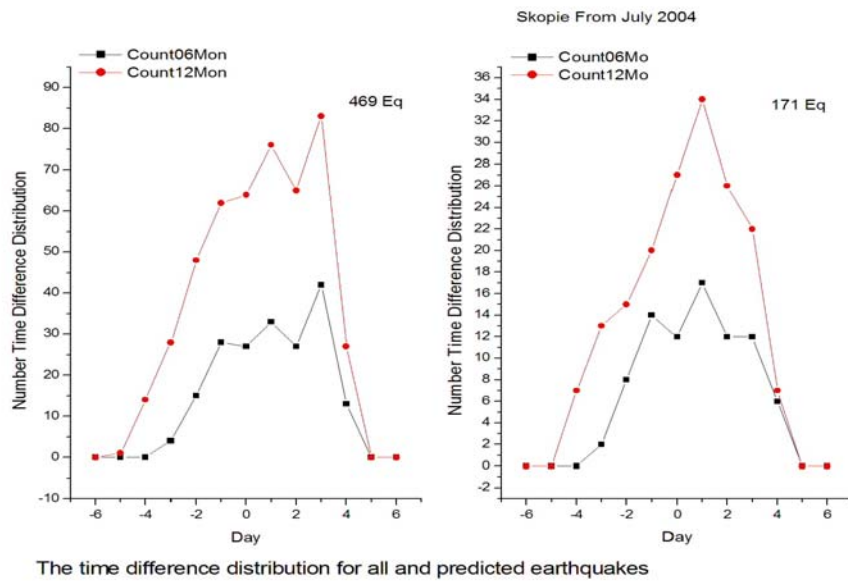 Skopie From July 2004
Count06Mon
Count12Mon
469 Eq
90
80
70
60
50
40
30
20
10
0
-10
-6 -4 -2 0 2 4 6
Day
Number Time Difference Distribution
Count06Mo
Count12Mo
171 Eq
36
34
32
30
28
26
24
22
20
18
16
14
12
10
8
6
4
2
0
-2
-6 -4 -2 0 2 4 6
Day
Number Time Difference Distribution
The time difference distribution for all and predicted earthquakes